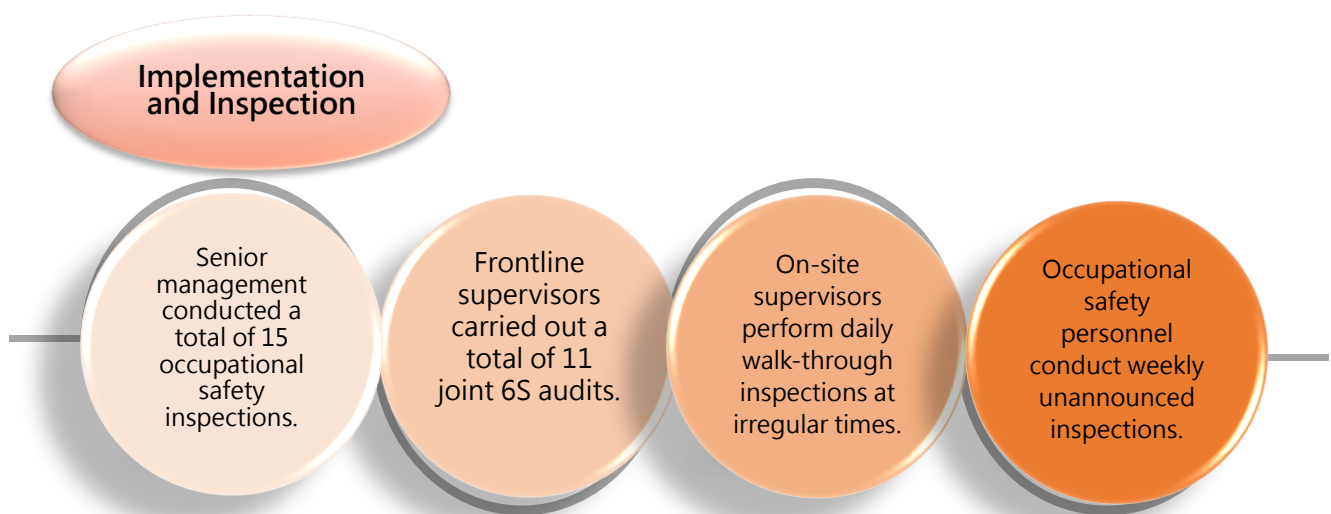 Implementation
and Inspection
Senior
management
conducted a
total of 15
occupational
safety
inspections.
Frontline
supervisors
carried out a
total of 11
joint 6S audits.
On-site
supervisors
perform daily
walk-through
inspections at
irregular times.
Occupational
safety
personnel
conduct weekly
unannounced
inspections.